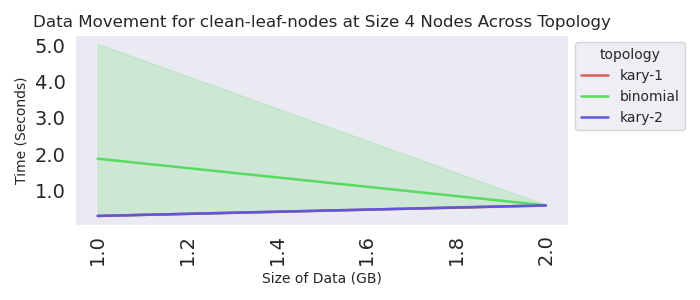 Data Movement for clean-leaf-nodes at Size 4 Nodes Across Topology
Time (Seconds)
5.0
4.0
3.0
2.0
1.0
1.0 1.2 1.4 1.6 1.8 2.0
Size of Data (GB)
topology
kary-1
binomial
kary-2